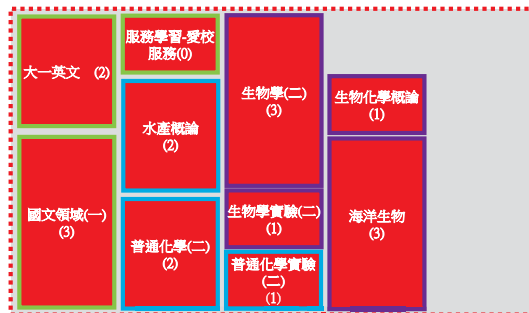 大一英文 (2)
國文領域(一)
(3)
服務學習-愛校
服務(0)
水產概論
(2)
普通化學(二)
(2)
生物學(二)
(3)
生物學實驗(二)
(1)
普通化學實驗
(二)
(1)
生物化學概論
(1)
海洋生物
(3)